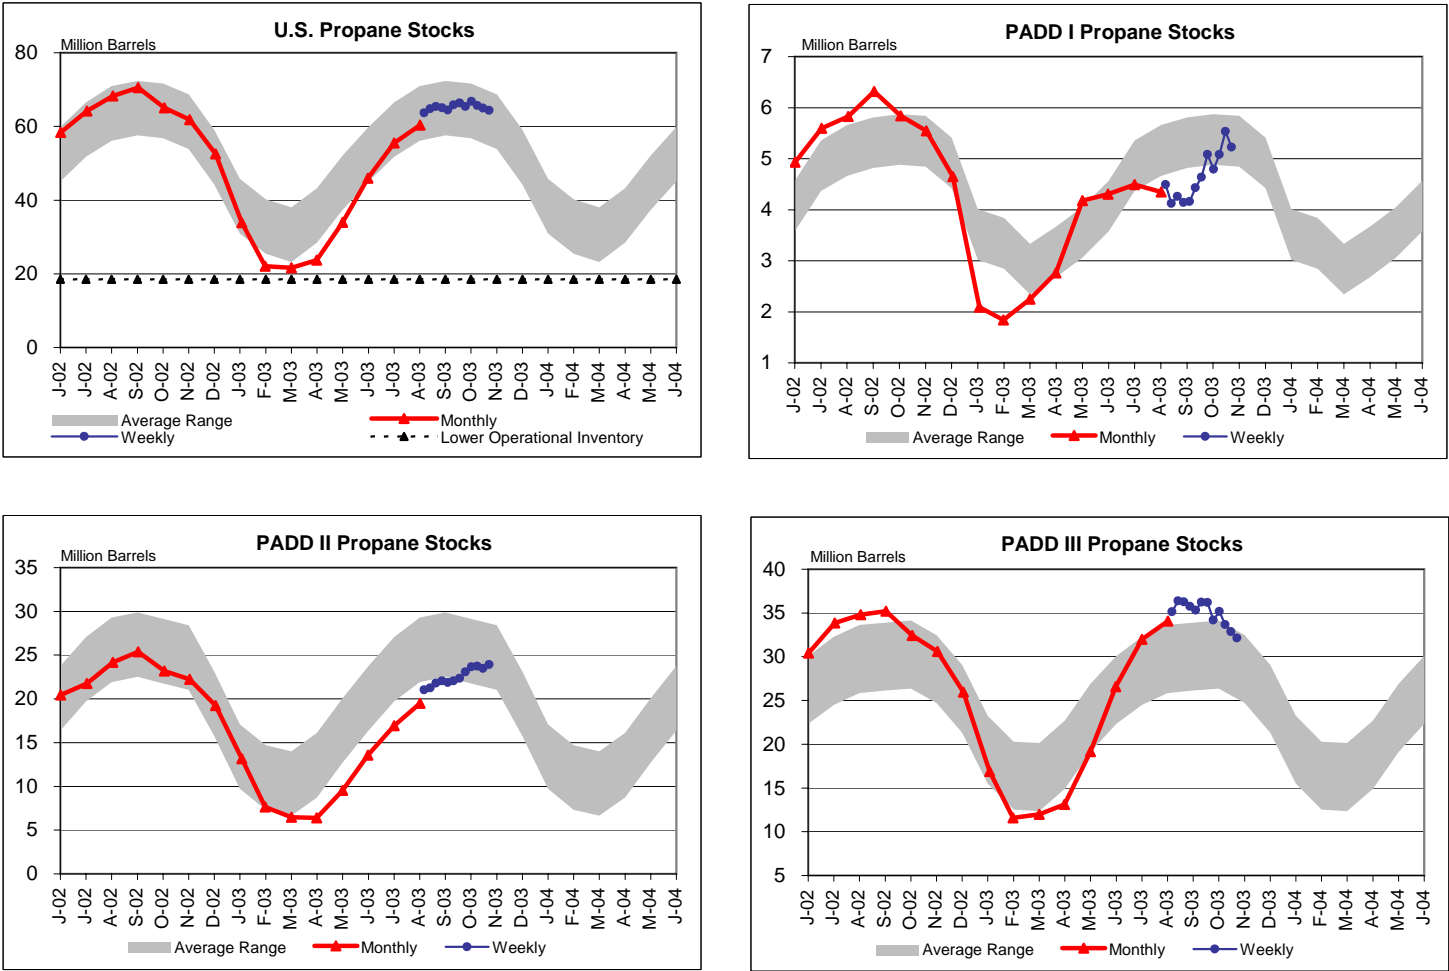 U.S. Propane Stocks
Million Barrels
80
60
40
20
0
J-02 J-02 A-02 S-02 O-02 N-02 D-02 J-03 F-03 M-03 A-03 M-03 J-03 J-03 A-03 S-03 O-03 N-03 D-03 J-04 F-04 M-04 A-04 M-04 J-04
Average Range Monthly
Weekly Lower Operational Inventory
PADD I Propane Stocks
Million Barrels
7
6
5
4
3
2
1
J-02 J-02 A-02 S-02 O-02 N-02 D-02 J-03 F-03 M-03 A-03 M-03 J-03 J-03 A-03 S-03 O-03 N-03 D-03 J-04 F-04 M-04 A-04 M-04 J-04
Average Range Monthly Weekly
PADD II Propane Stocks
Million Barrels
35
30
25
20
15
10
5
0
J-02 J-02 A-02 S-02 O-02 N-02 D-02 J-03 F-03 M-03 A-03 M-03 J-03 J-03 A-03 S-03 O-03 N-03 D-03 J-04 F-04 M-04 A-04 M-04 J-04
Average Range Monthly Weekly
PADD III Propane Stocks
Million Barrels
40
35
30
25
20
15
10
5
J-02 J-02 A-02 S-02 O-02 N-02 D-02 J-03 F-03 M-03 A-03 M-03 J-03 J-03 A-03 S-03 O-03 N-03 D-03 J-04 F-04 M-04 A-04 M-04 J-04
Average Range Monthly Weekly